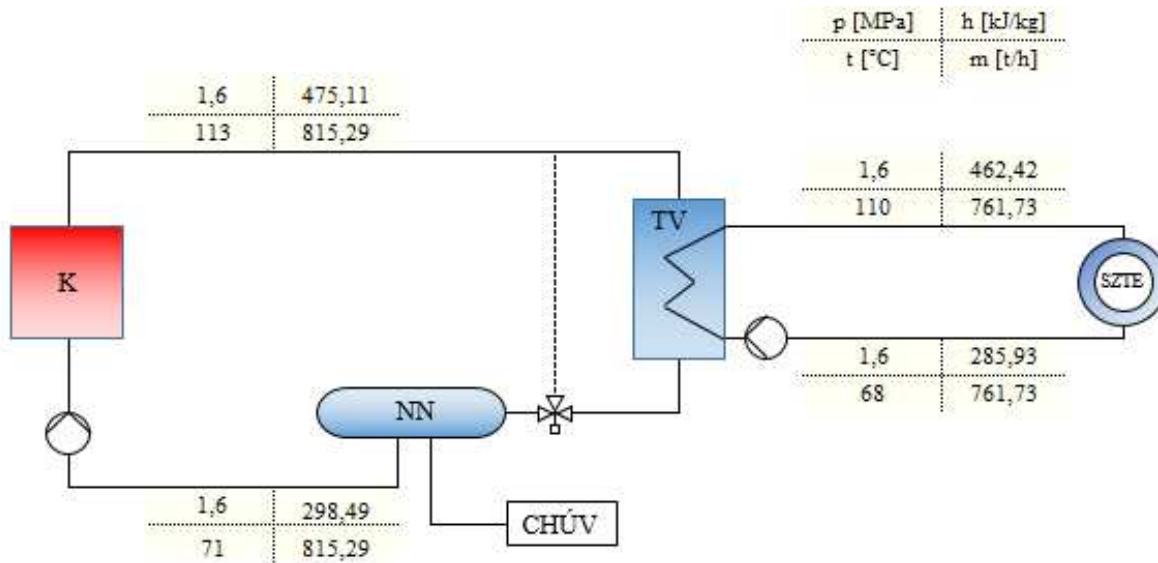 p [MPa] h [kJ/kg]
t [°C] m [t/h]
1,6 475,11
113 815,29
1,6 462,42
110 761,73
TV
K
SZTE
1,6 285,93
68 761,73
NN
1,6 298,49
71 815,29
CHÚV